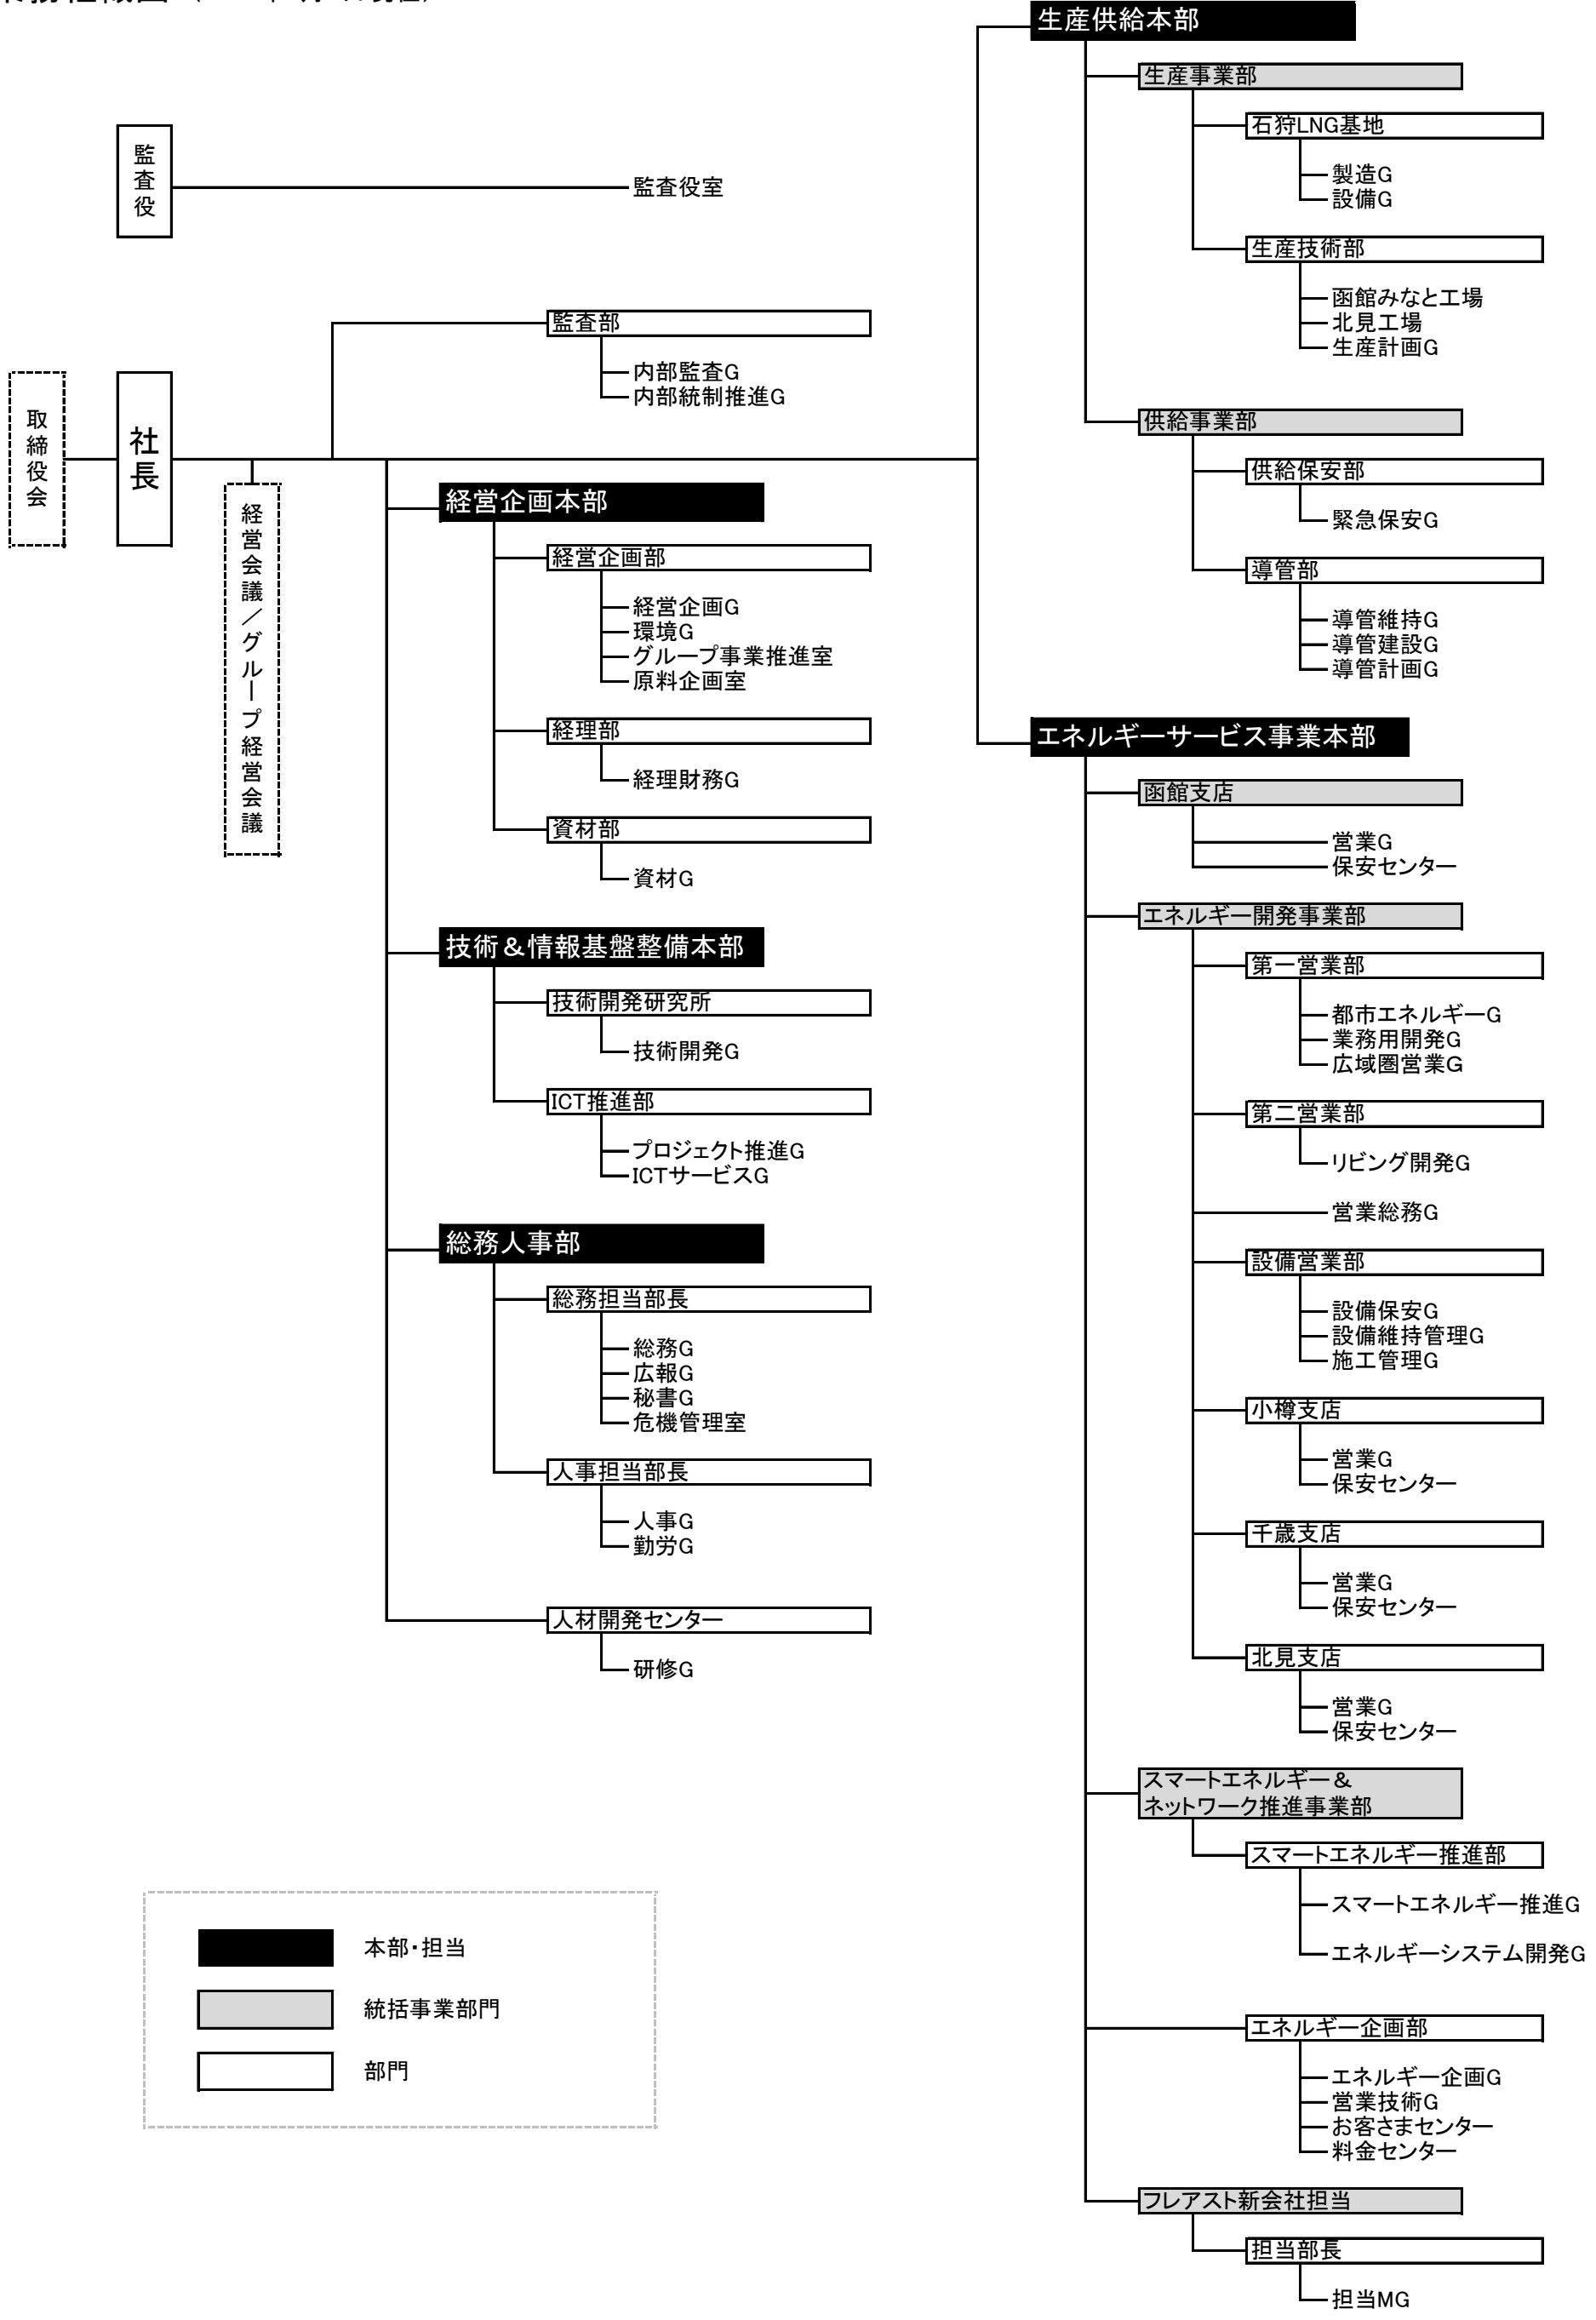 監査役
監査役室
監査部
内部監査G
内部統制推進G
取締役会
社長
経営会議／グループ経営会議
経営企画本部
経営企画部
経営企画G
環境G
グループ事業推進室
原料企画室
経理部
経理財務G
資材部
資材G
技術＆情報基盤整備本部
技術開発研究所
技術開発G
ICT推進部
プロジェクト推進G
ICTサービスG
総務人事部
総務担当部長
総務G
広報G
秘書G
危機管理室
人事担当部長
人事G
勤労G
人材開発センター
研修G
生産供給本部
生産事業部
石狩LNG基地
製造G
設備G
生産技術部
函館みなと工場
北見工場
生産計画G
供給事業部
供給保安部
緊急保安G
導管部
導管維持G
導管建設G
導管計画G
エネルギーサービス事業本部
函館支店
営業G
保安センター
エネルギー開発事業部
第一営業部
都市エネルギーG
業務用開発G
広域圏営業G
第二営業部
リビング開発G
営業総務G
設備営業部
設備保安G
設備維持管理G
施工管理G
小樽支店
営業G
保安センター
千歳支店
営業G
保安センター
北見支店
営業G
保安センター
スマートエネルギー＆
ネットワーク推進事業部
スマートエネルギー推進部
スマートエネルギー推進G
エネルギーシステム開発G
エネルギー企画部
エネルギー企画G
営業技術G
お客さまセンター
料金センター
フレアスト新会社担当
担当部長
担当MG
本部・担当
統括事業部門
部門